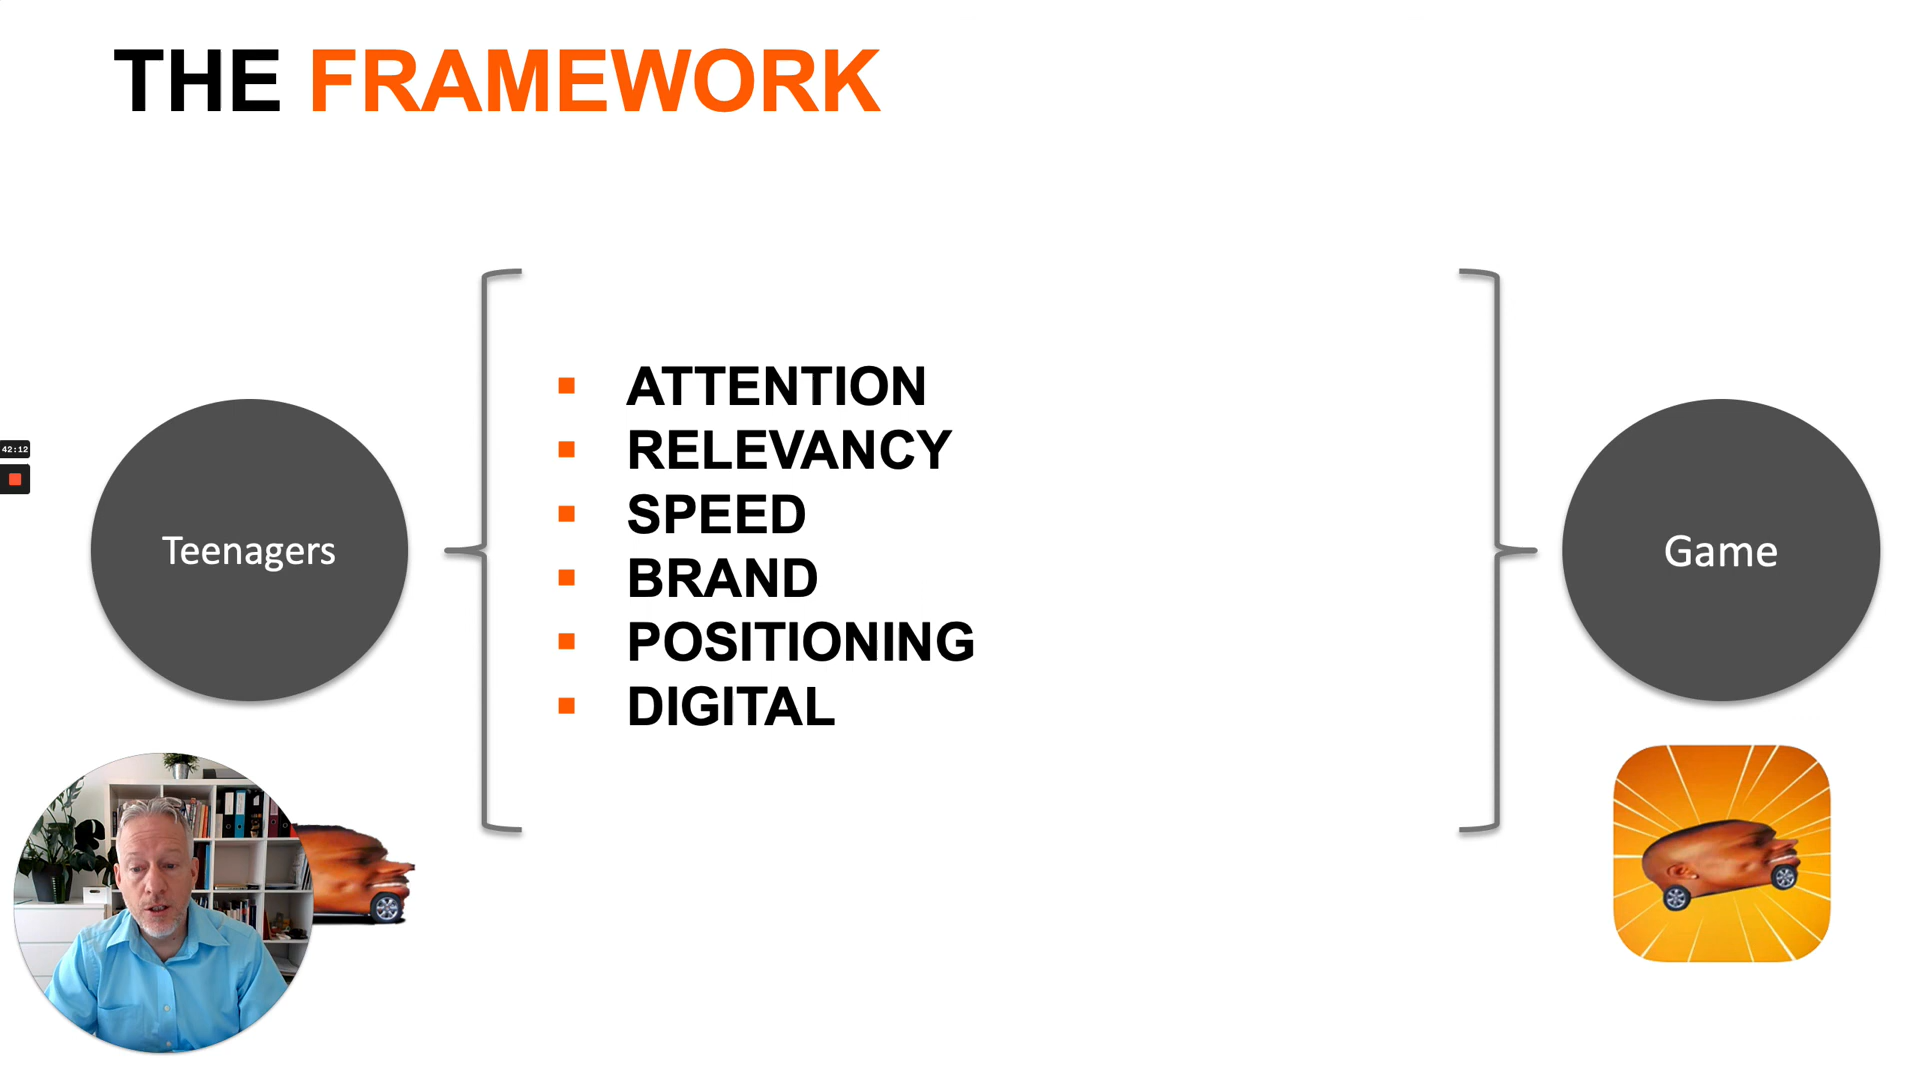 THE FRAMEWORK
ATTENTION
RELEVANCY
SPEED
BRAND
POSITIONING
DIGITAL
Teenagers
Game
42:12